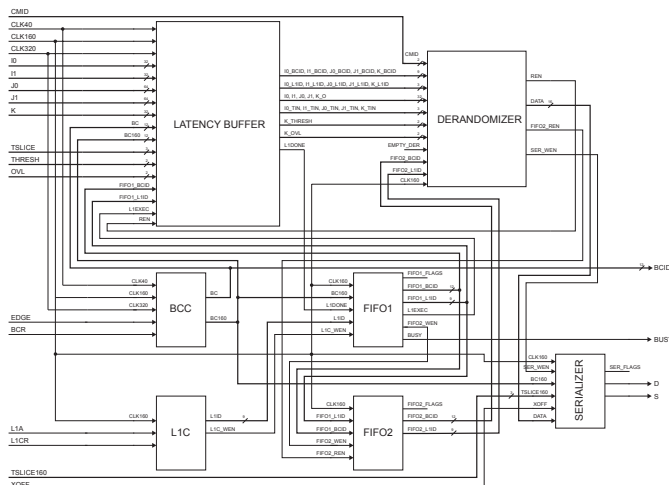 CMID
CLK40
CLK160
CLK320
I0
I1
J0
J1
K
BC
BC160
TSLICE
THRESH
OVL
FIFO1_BCID
FIFO1_L1ID
L1EXEC
REN
LATENCY BUFFER
I0_BCID, I1_BCID, J0_BCID, J1_BCID, K_BCID
I0_L1ID, I1_L1ID, J0_L1ID, J1_L1ID, K_L1ID
I0, I1, J0, J1, K_O
I0_TIN, I1_TIN, J0_TIN, J1_TIN, K_TIN
K_THRESH
K_OVL
L1DONE
CMID
EMPTY_DER
FIFO2_BCID
FIFO2_L1ID
CLK160
DERANDOMIZER
REN
DATA
FIFO2_REN
SER_WEN
CLK40
CLK160
CLK320
BCC
BC
BC160
EDGE
BCR
CLK160
BC160
L1DONE
L1ID
L1C_WEN
FIFO1
FIFO1_FLAGS
FIFO1_BCID
FIFO1_L1ID
L1EXEC
FIFO2_WEN
BUSY
BCID
BUSY
CLK160
L1C
L1ID
L1C_WEN
L1A
L1CR
CLK160
FIFO1_L1ID
FIFO1_BCID
FIFO2_WEN
FIFO2_REN
FIFO2
FIFO2_FLAGS
FIFO2_BCID
FIFO2_L1ID
CLK160
SER_WEN
BC160
TSLICE160
XOFF
DATA
SERIALIZER
SER_FLAGS
D
S
TSLICE160
XOFF